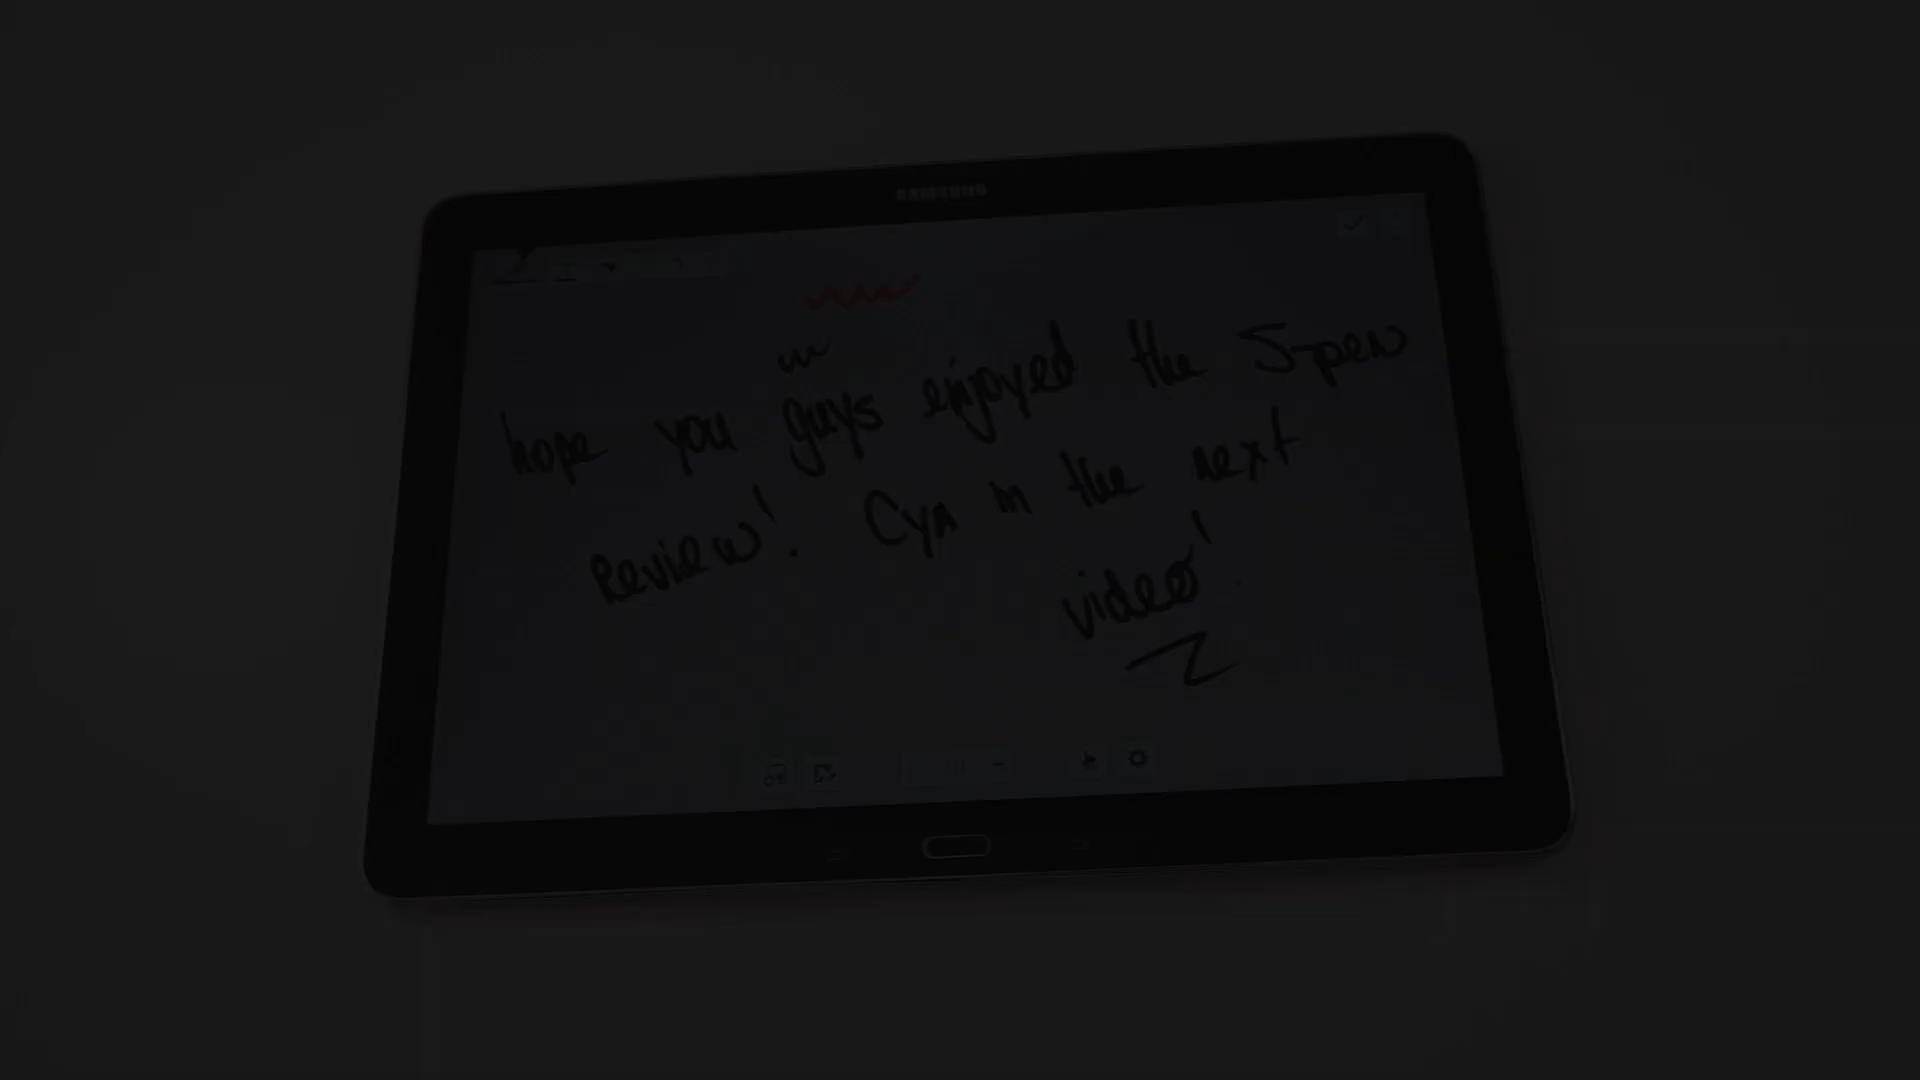 SAMSUNG
hope you guys enjoyed the S-pen
Review! Cya in the next
video!